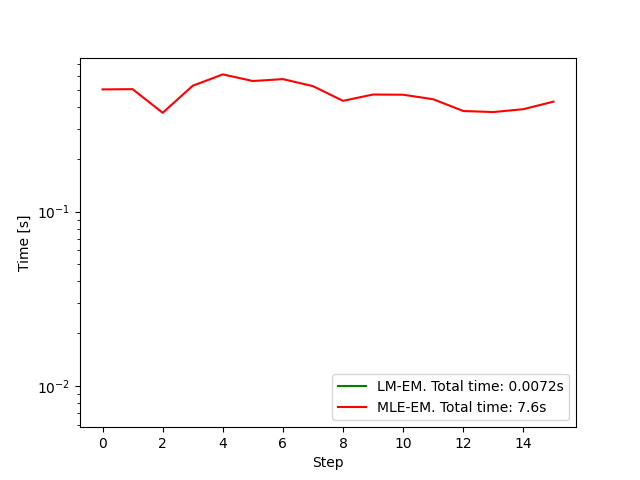 Time [s]
10⁻¹
10⁻²
0 2 4 6 8 10 12 14
Step
LM-EM. Total time: 0.0072s
MLE-EM. Total time: 7.6s